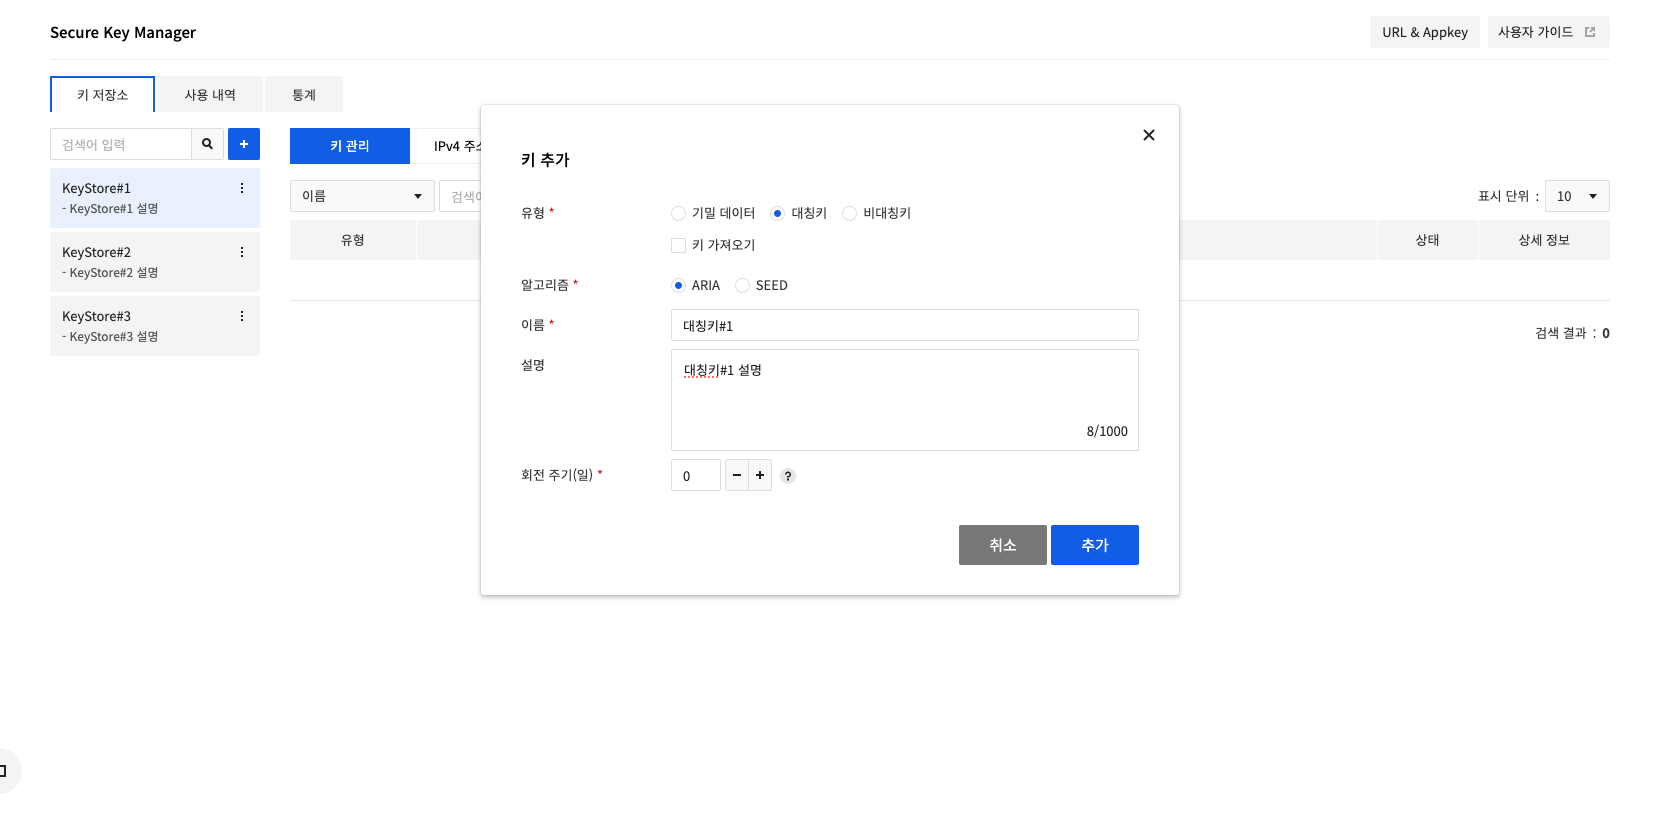 Secure Key Manager
URL & Appkey
사용자 가이드
키 저장소
사용 내역
통계
검색어 입력
+
KeyStore#1
- KeyStore#1 설명
KeyStore#2
- KeyStore#2 설명
KeyStore#3
- KeyStore#3 설명
키 관리
IPv4 주소
이름
검색어
표시 단위 : 10
유형
상태
상세 정보
검색 결과 : 0
키 추가
유형 *
기밀 데이터
대칭키
비대칭키
키 가져오기
알고리즘 *
ARIA
SEED
이름 *
대칭키#1
설명
대칭키#1 설명
8/1000
회전 주기(일) *
0
- +
?
취소
추가